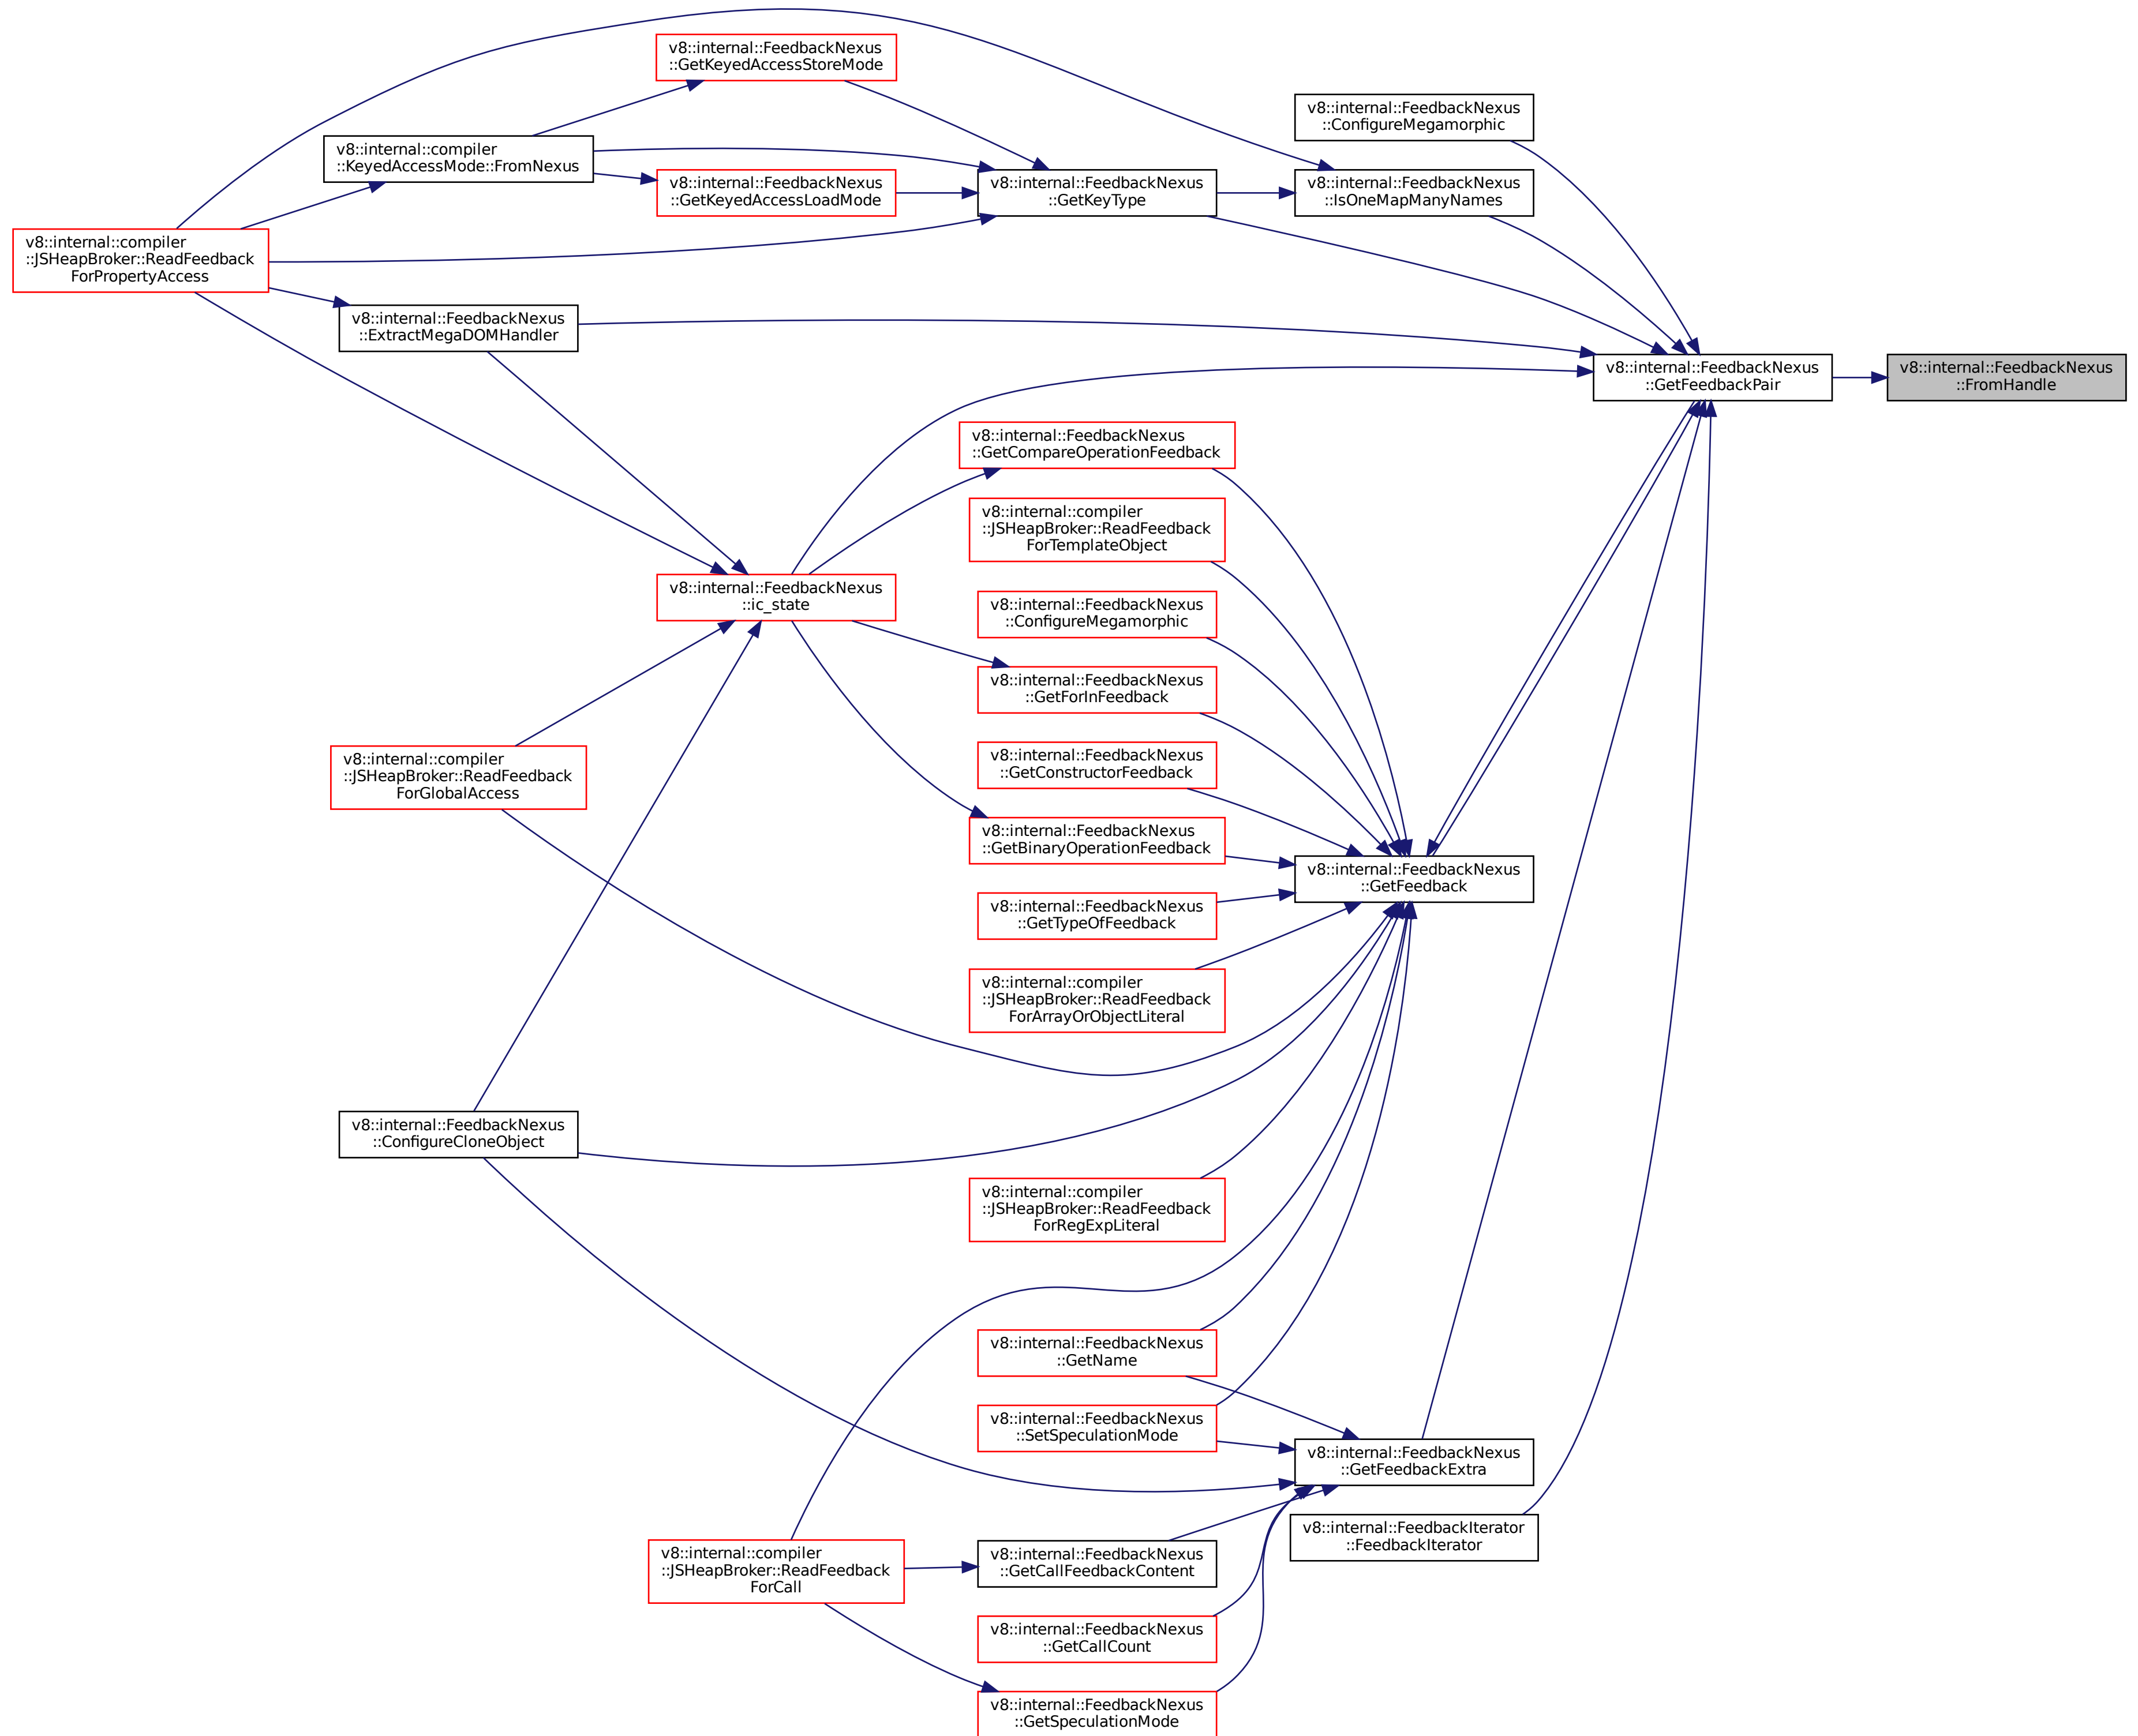 v8::internal::FeedbackNexus
::GetKeyedAccessStoreMode
v8::internal::FeedbackNexus
::ConfigureMegamorphic
v8::internal::compiler
::KeyedAccessMode::FromNexus
v8::internal::FeedbackNexus
::GetKeyedAccessLoadMode
v8::internal::FeedbackNexus
::GetKeyType
v8::internal::FeedbackNexus
::IsOneMapManyNames
v8::internal::compiler
::JSHeapBroker::ReadFeedback
ForPropertyAccess
v8::internal::FeedbackNexus
::ExtractMegaDOMHandler
v8::internal::FeedbackNexus
::GetFeedbackPair
v8::internal::FeedbackNexus
::FromHandle
v8::internal::FeedbackNexus
::GetCompareOperationFeedback
v8::internal::compiler
::JSHeapBroker::ReadFeedback
ForTemplateObject
v8::internal::FeedbackNexus
::ic_state
v8::internal::FeedbackNexus
::ConfigureMegamorphic
v8::internal::FeedbackNexus
::GetForInFeedback
v8::internal::FeedbackNexus
::GetConstructorFeedback
v8::internal::compiler
::JSHeapBroker::ReadFeedback
ForGlobalAccess
v8::internal::FeedbackNexus
::GetBinaryOperationFeedback
v8::internal::FeedbackNexus
::GetFeedback
v8::internal::FeedbackNexus
::GetTypeOfFeedback
v8::internal::compiler
::JSHeapBroker::ReadFeedback
ForArrayOrObjectLiteral
v8::internal::FeedbackNexus
::ConfigureCloneObject
v8::internal::compiler
::JSHeapBroker::ReadFeedback
ForRegExpLiteral
v8::internal::FeedbackNexus
::GetName
v8::internal::FeedbackNexus
::SetSpeculationMode
v8::internal::FeedbackNexus
::GetFeedbackExtra
v8::internal::FeedbackIterator
::FeedbackIterator
v8::internal::compiler
::JSHeapBroker::ReadFeedback
ForCall
v8::internal::FeedbackNexus
::GetCallFeedbackContent
v8::internal::FeedbackNexus
::GetCallCount
v8::internal::FeedbackNexus
::GetSpeculationMode